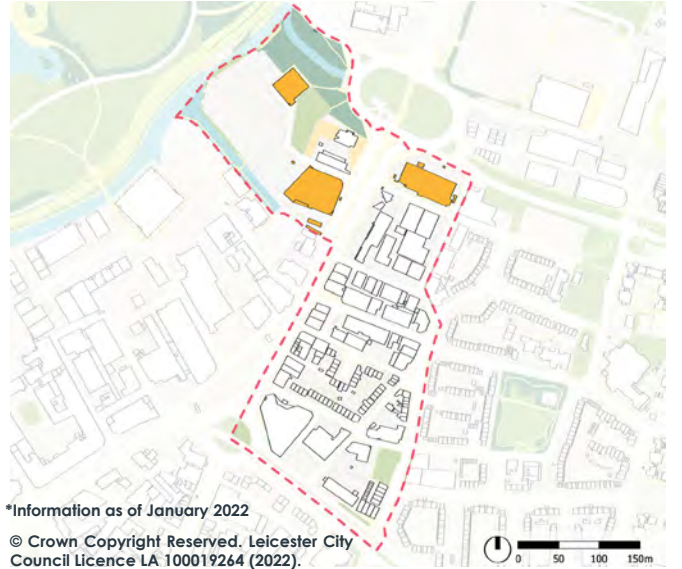 *Information as of January 2022
© Crown Copyright Reserved. Leicester City
Council Licence LA 100019264 (2022).
0 50 100 150m